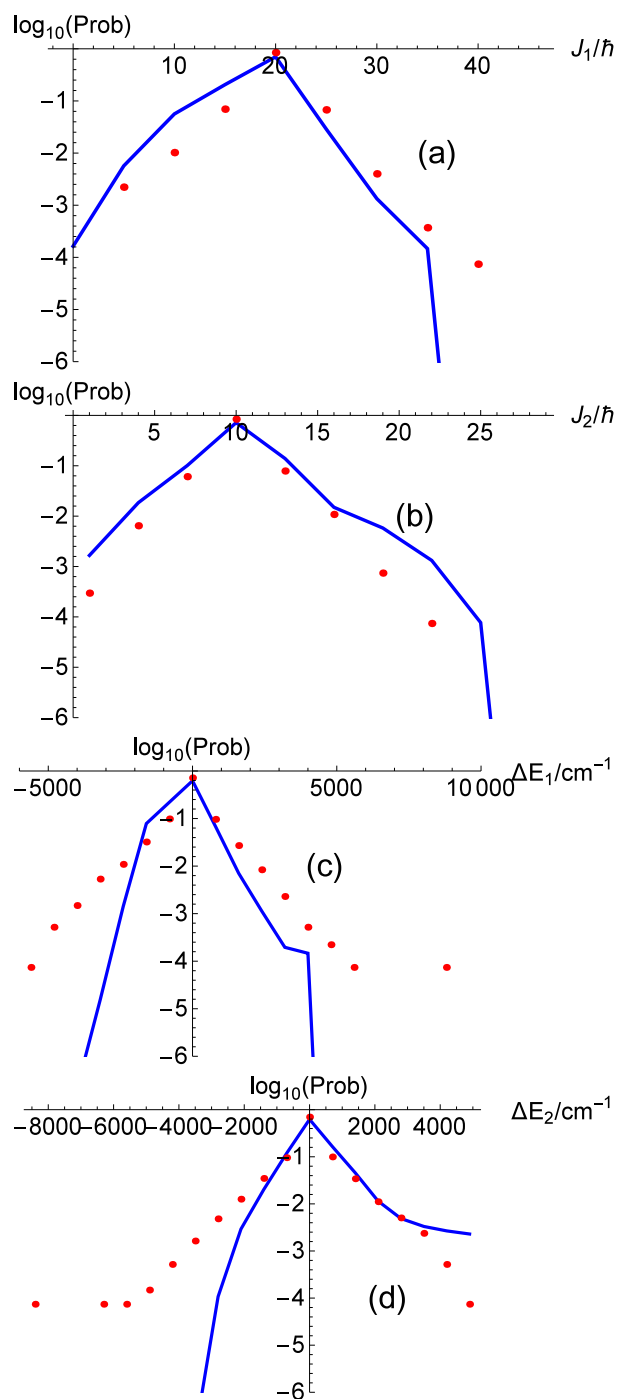 log10(Prob)
10 20 30 40 J1/ħ
−1
(a)
−2
−3
−4
−5
−6
log10(Prob)
5 10 15 20 25 J2/ħ
−1
−2
(b)
−3
−4
−5
−6
log10(Prob)
−5000 5000 10000 ΔE1/cm−1
−1
−2
(c)
−3
−4
−5
−6
log10(Prob)
−8000 −6000 −4000 −2000 2000 4000 ΔE2/cm−1
−1
−2
−3
−4
(d)
−5
−6